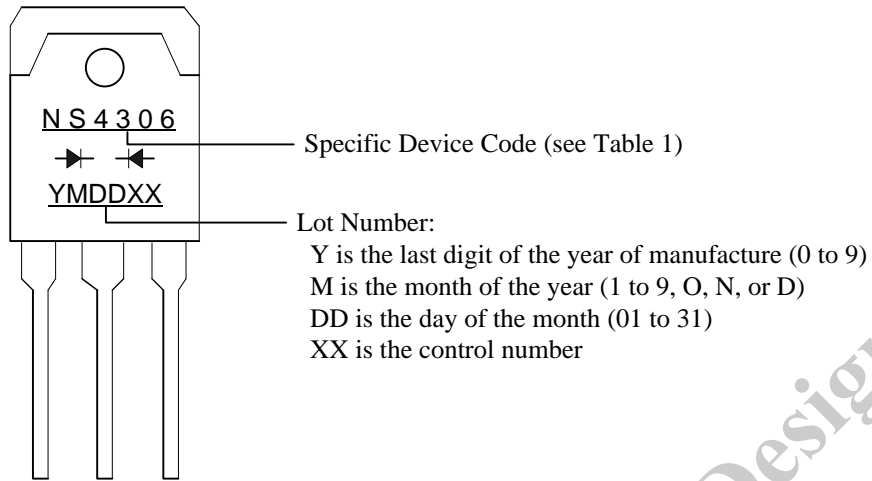 NS4306
Specific Device Code (see Table 1)
YMDDXX
Lot Number:
Y is the last digit of the year of manufacture (0 to 9)
M is the month of the year (1 to 9, O, N, or D)
DD is the day of the month (01 to 31)
XX is the control number
Design